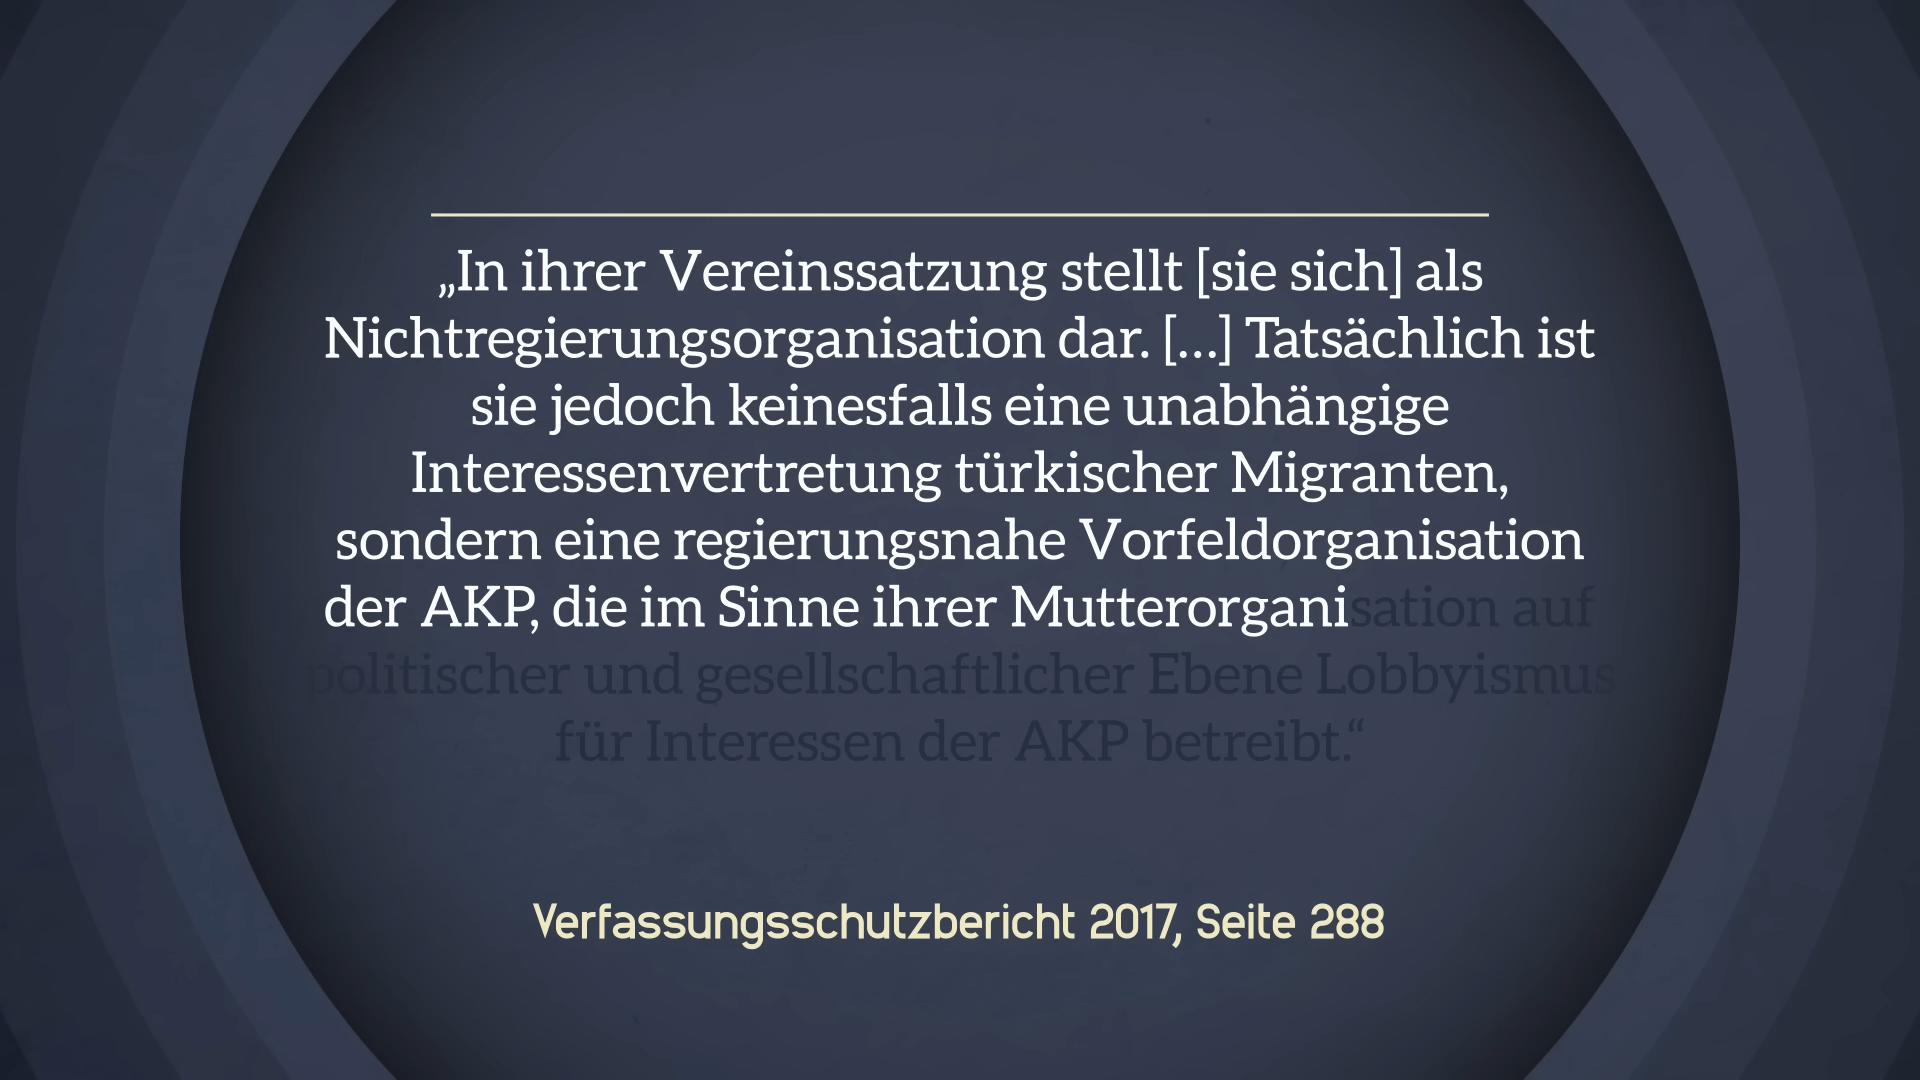 „In ihrer Vereinssatzung stellt [sie sich] als
Nichtregierungsorganisation dar. [...] Tatsächlich ist
sie jedoch keinesfalls eine unabhängige
Interessenvertretung türkischer Migranten,
sondern eine regierungsnahe Vorfeldorganisation
der AKP, die im Sinne ihrer Mutterorganisation auf
politischer und gesellschaftlicher Ebene Lobbyismus
für Interessen der AKP betreibt.“
Verfassungsschutzbericht 2017, Seite 288